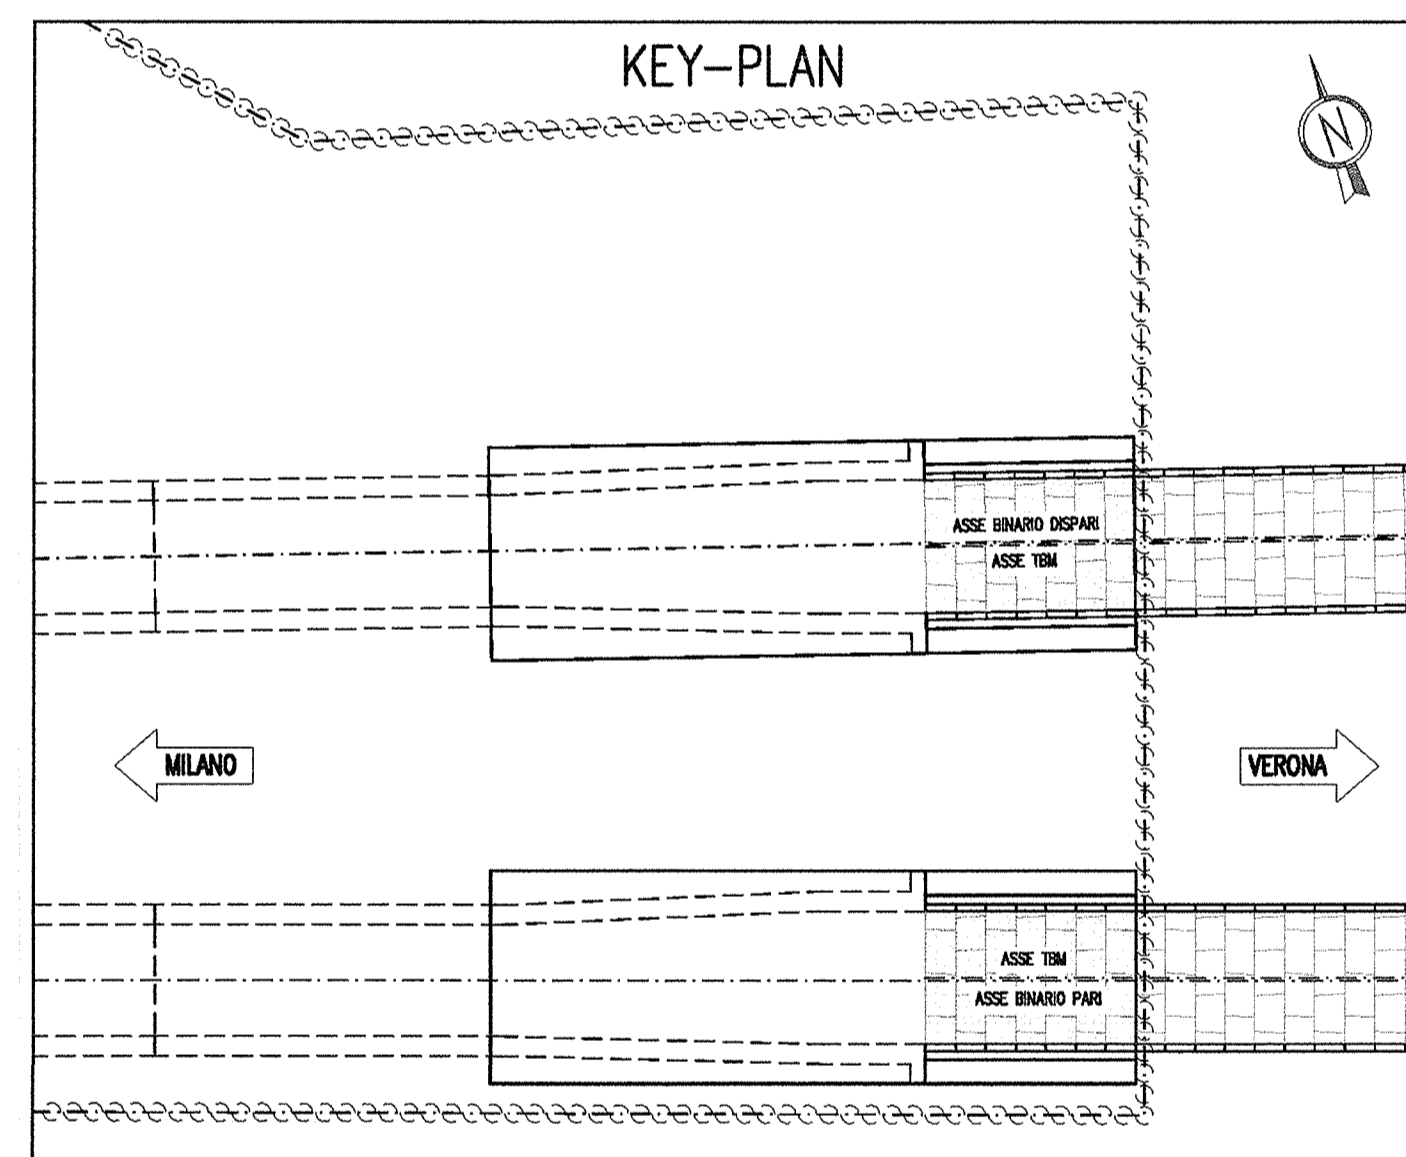 KEY-PLAN
N
ASSE BINARIO DISPARI
ASSE TBM
MILANO
VERONA
ASSE TBM
ASSE BINARIO PARI